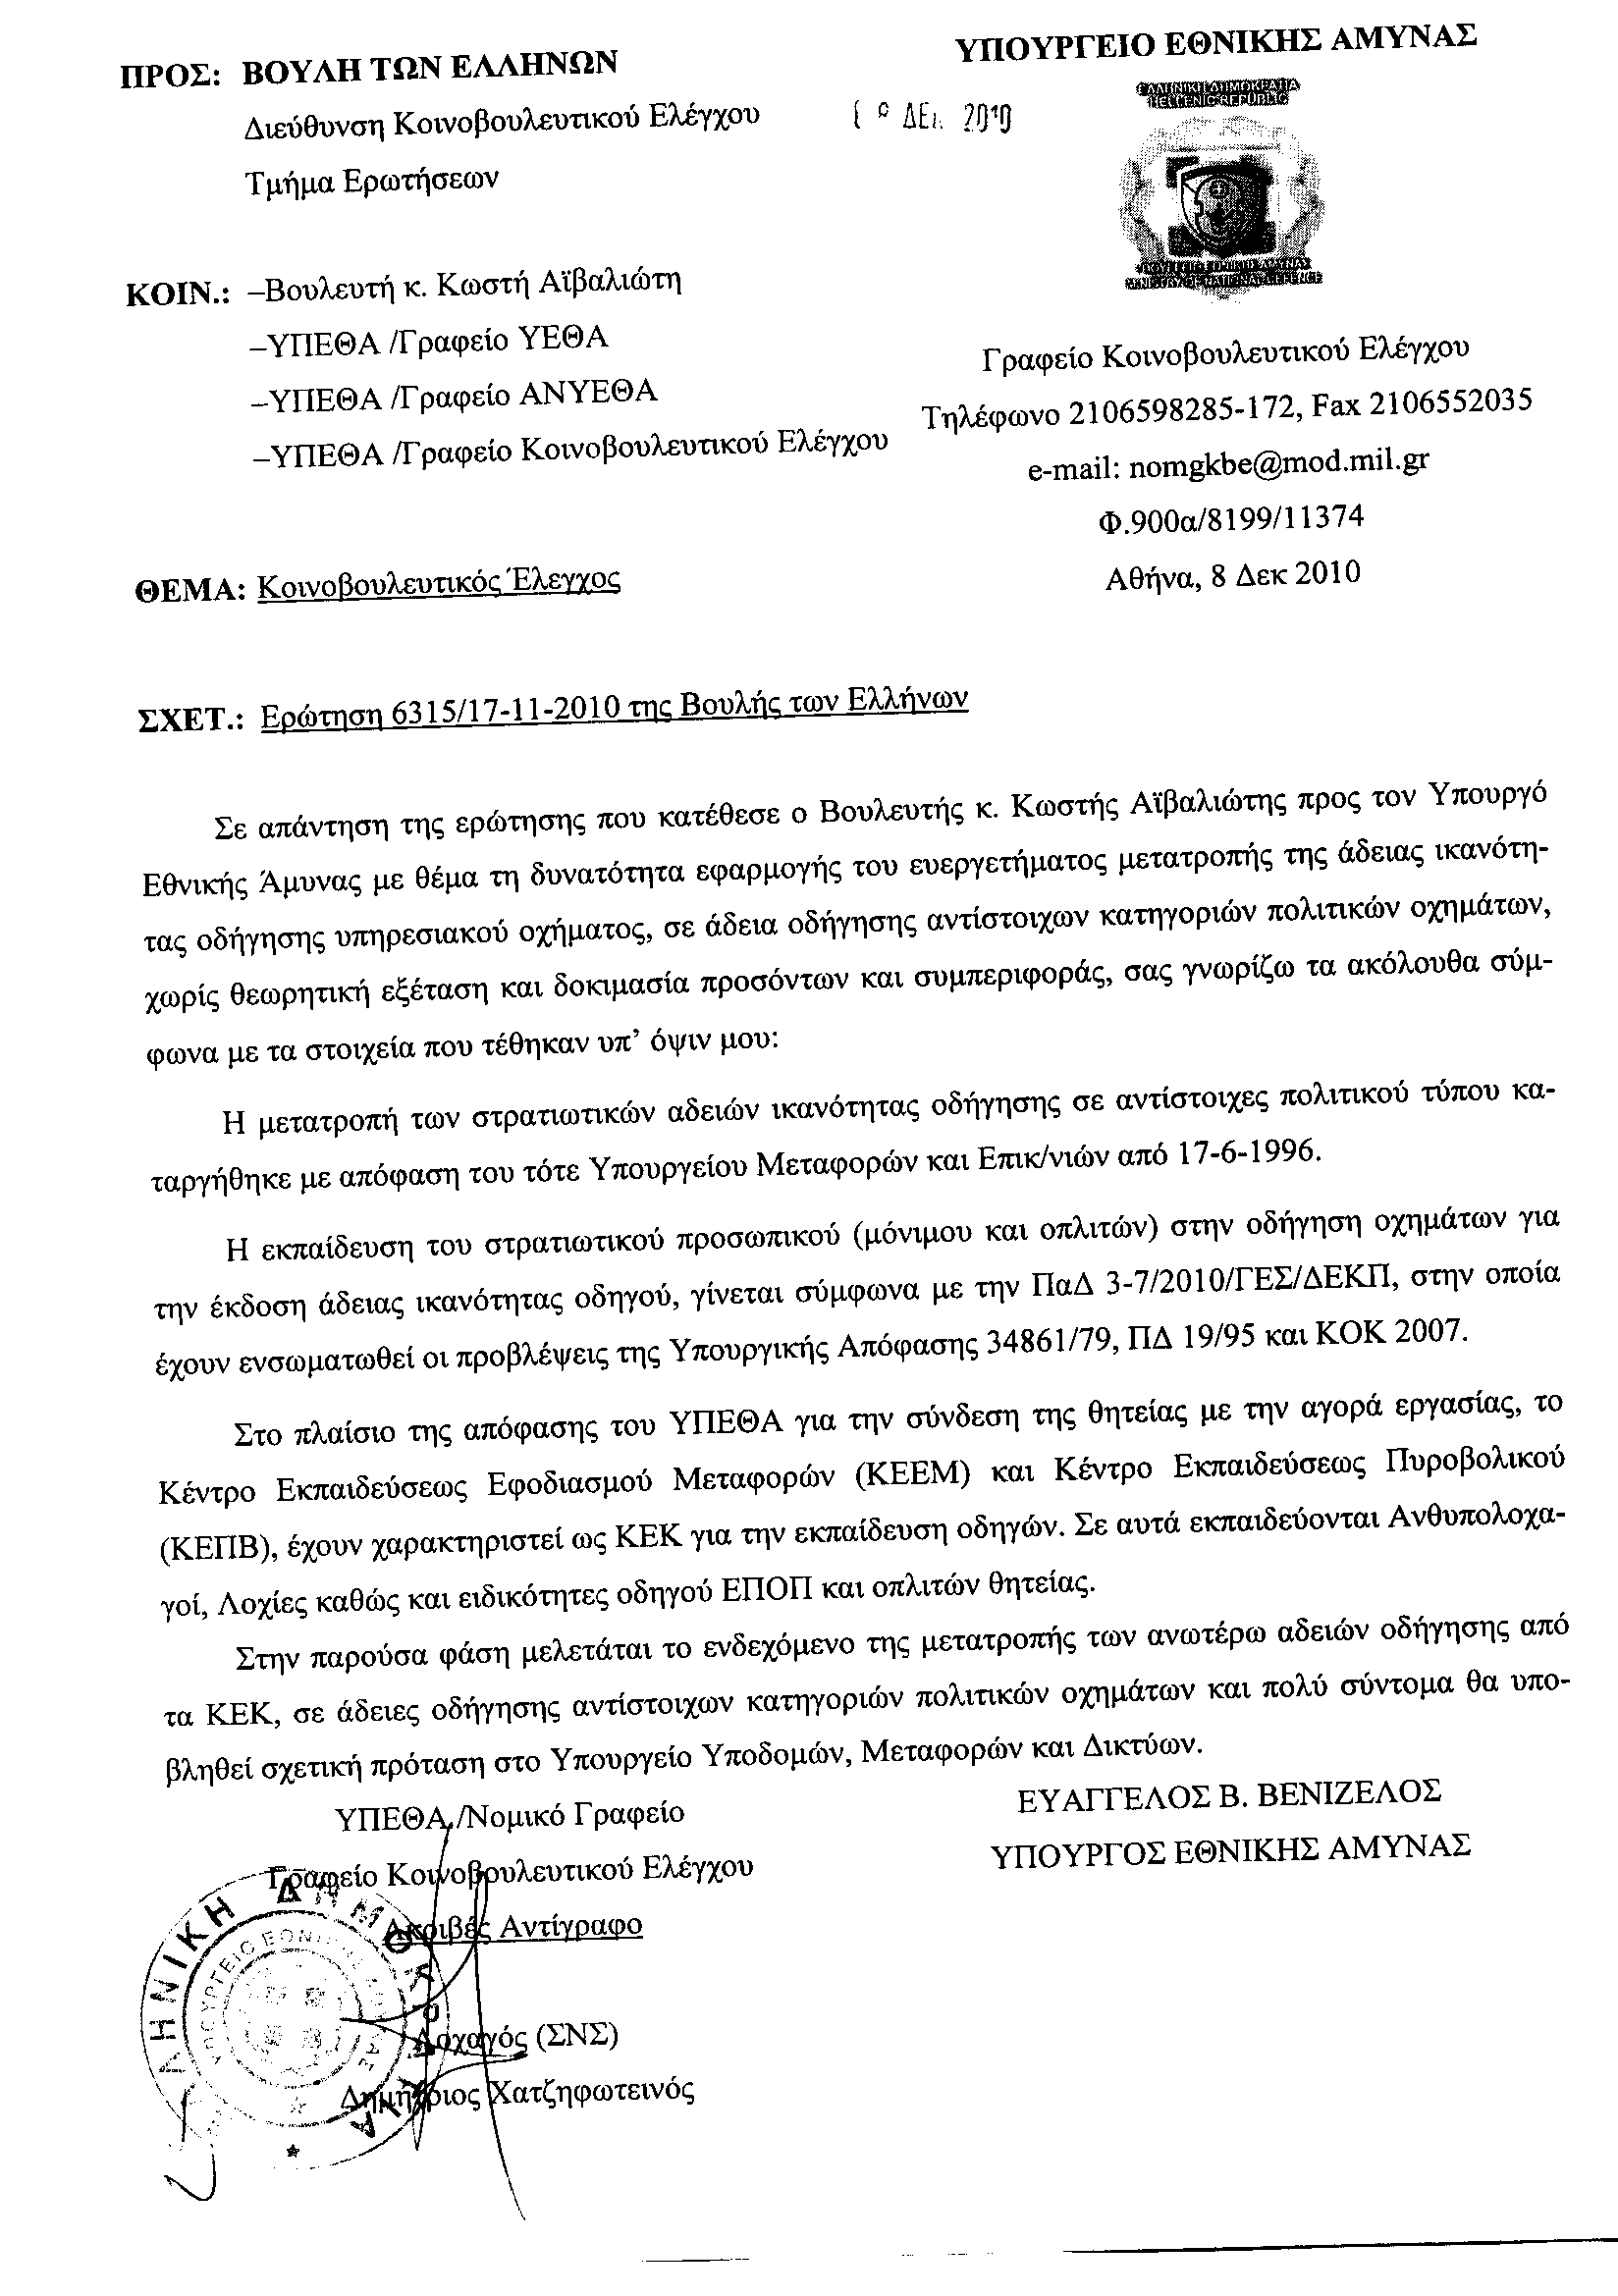 ΠΡΟΣ: ΒΟΥΛΗ ΤΩΝ ΕΛΛΗΝΩΝ
Διεύθυνση Κοινοβουλευτικού Ελέγχου
Τμήμα Ερωτήσεων
ΚΟΙΝ.: –Βουλευτή κ. Κωστή Αϊβαλιώτη
–ΥΠΕΘΑ /Γραφείο ΥΕΘΑ
–ΥΠΕΘΑ /Γραφείο ΑΝΥΕΘΑ
–ΥΠΕΘΑ /Γραφείο Κοινοβουλευτικού Ελέγχου
ΘΕΜΑ: Κοινοβουλευτικός Έλεγχος
2010
ΥΠΟΥΡΓΕΙΟ ΕΘΝΙΚΗΣ ΑΜΥΝΑΣ
ΕΛΛΗΝΙΚΗ ΔΗΜΟΚΡΑΤΙΑ
HELLENIC REPUBLIC
ΥΠΟΥΡΓΕΙΟ ΕΘΝΙΚΗΣ ΑΜΥΝΑΣ
MINISTRY OF NATIONAL DEFENCE
Γραφείο Κοινοβουλευτικού Ελέγχου
Τηλέφωνο 2106598285-172, Fax 2106552035
e-mail: nomgkbe@mod.mil.gr
Φ.900α/8199/11374
Αθήνα, 8 Δεκ 2010
ΣΧΕΤ.: Ερώτηση 6315/17-11-2010 της Βουλής των Ελλήνων
Σε απάντηση της ερώτησης που κατέθεσε ο Βουλευτής κ. Κωστής Αϊβαλιώτης προς τον Υπουργό
Εθνικής Άμυνας με θέμα τη δυνατότητα εφαρμογής του ευεργετήματος μετατροπής της άδειας ικανότη-
τας οδήγησης υπηρεσιακού οχήματος, σε άδεια οδήγησης αντίστοιχων κατηγοριών πολιτικών οχημάτων,
χωρίς θεωρητική εξέταση και δοκιμασία προσόντων και συμπεριφοράς, σας γνωρίζω τα ακόλουθα σύμ-
φωνα με τα στοιχεία που τέθηκαν υπ’ όψιν μου:
Η μετατροπή των στρατιωτικών αδειών ικανότητας οδήγησης σε αντίστοιχες πολιτικού τύπου κα-
ταργήθηκε με απόφαση του τότε Υπουργείου Μεταφορών και Επικ/νιών από 17-6-1996.
Η εκπαίδευση του στρατιωτικού προσωπικού (μόνιμου και οπλιτών) στην οδήγηση οχημάτων για
την έκδοση άδειας ικανότητας οδηγού, γίνεται σύμφωνα με την ΠαΔ 3-7/2010/ΓΕΣ/ΔΕΚΠ, στην οποία
έχουν ενσωματωθεί οι προβλέψεις της Υπουργικής Απόφασης 34861/79, ΠΔ 19/95 και ΚΟΚ 2007.
Στο πλαίσιο της απόφασης του ΥΠΕΘΑ για την σύνδεση της θητείας με την αγορά εργασίας, το
Κέντρο Εκπαιδεύσεως Εφοδιασμού Μεταφορών (ΚΕΕΜ) και Κέντρο Εκπαιδεύσεως Πυροβολικού
(ΚΕΠΒ), έχουν χαρακτηριστεί ως ΚΕΚ για την εκπαίδευση οδηγών. Σε αυτά εκπαιδεύονται Ανθυπολοχα-
γοί, Λοχίες καθώς και ειδικότητες οδηγού ΕΠΟΠ και οπλιτών θητείας.
Στην παρούσα φάση μελετάται το ενδεχόμενο της μετατροπής των ανωτέρω αδειών οδήγησης από
τα ΚΕΚ, σε άδειες οδήγησης αντίστοιχων κατηγοριών πολιτικών οχημάτων και πολύ σύντομα θα υπο-
βληθεί σχετική πρόταση στο Υπουργείο Υποδομών, Μεταφορών και Δικτύων.
ΥΠΕΘΑ /Νομικό Γραφείο
Γραφείο Κοινοβουλευτικού Ελέγχου
Ακριβές Αντίγραφο
Λοχαγός (ΣΝΣ)
Δημήτριος Χατζηφωτεινός
ΕΥΑΓΓΕΛΟΣ Β. ΒΕΝΙΖΕΛΟΣ
ΥΠΟΥΡΓΟΣ ΕΘΝΙΚΗΣ ΑΜΥΝΑΣ